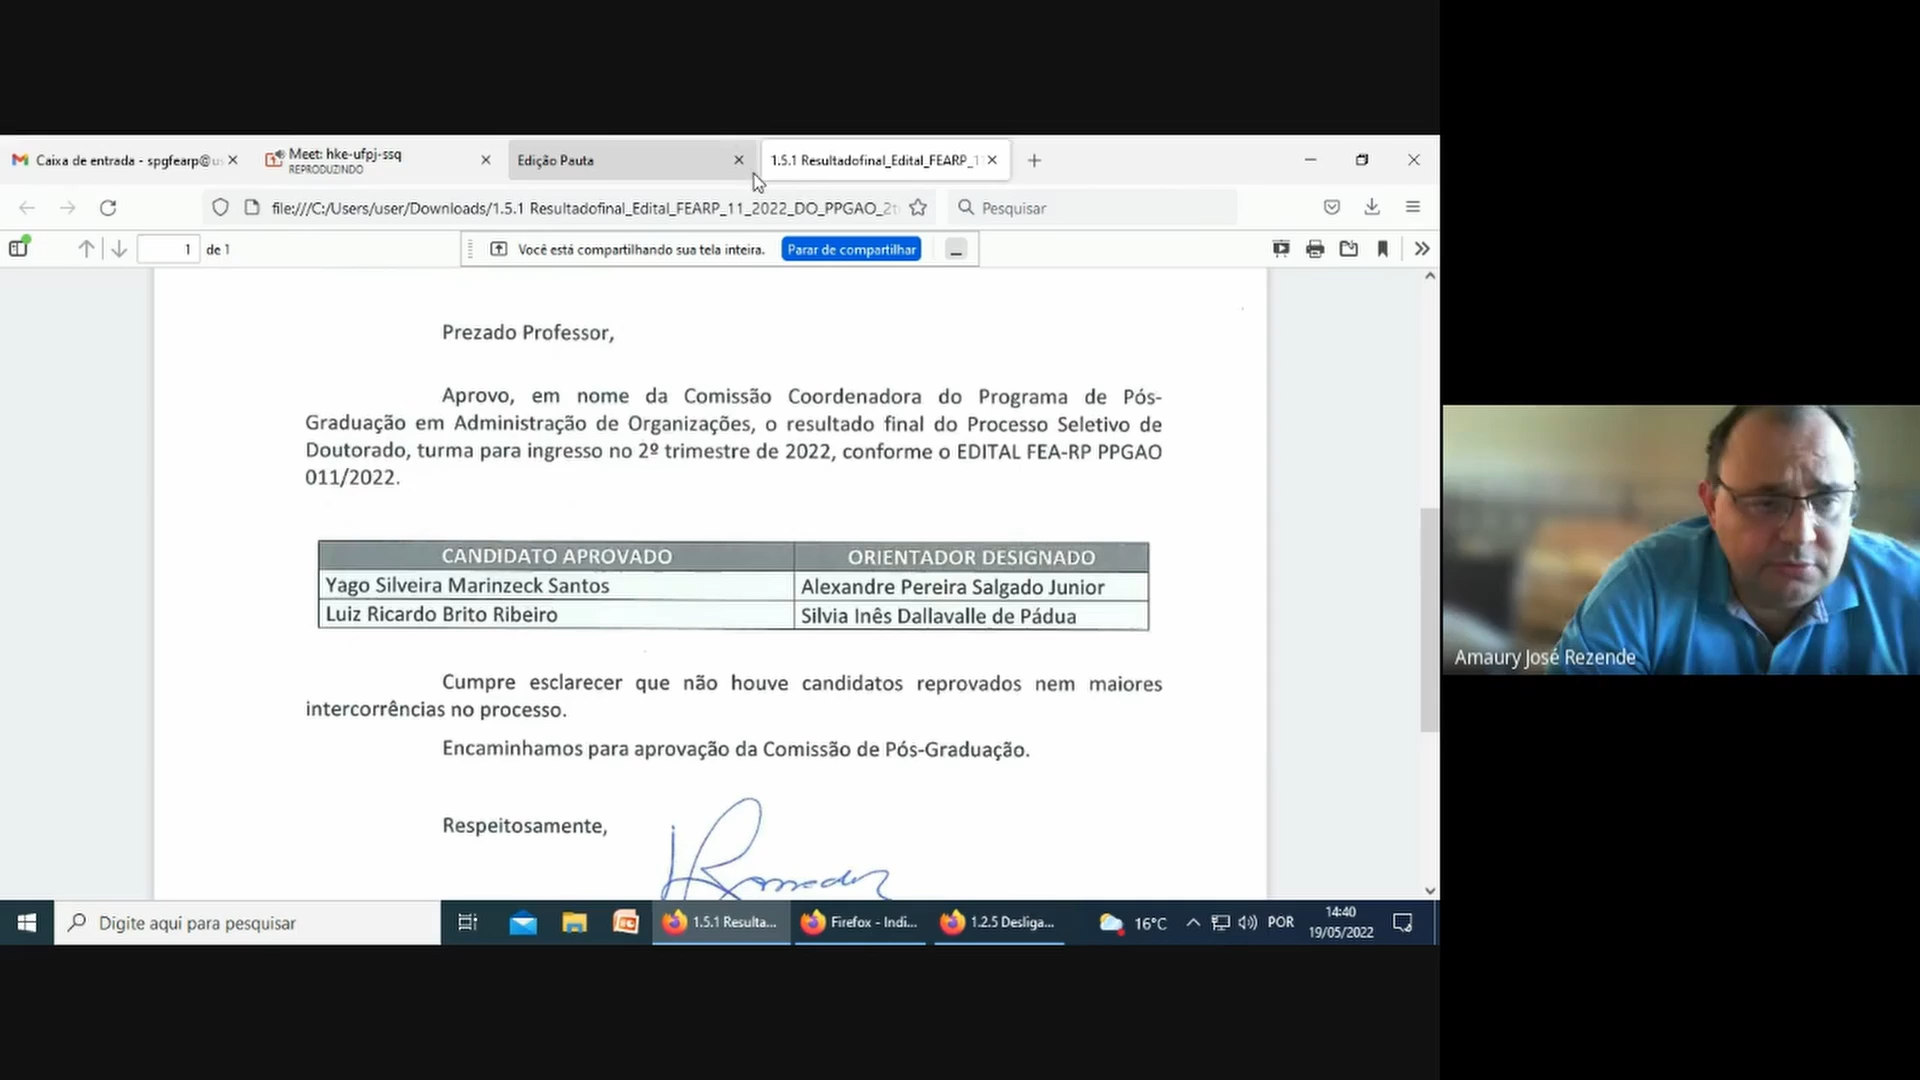 Caixa de entrada - spgfearp@us
Meet: hke-ufpj-ssq
REPRODUZINDO
Edição Pauta
1.5.1 Resultadofinal_Edital_FEARP_1
file:///C:/Users/user/Downloads/1.5.1 Resultadofinal_Edital_FEARP_11_2022_DO_PPGAO_2t
Pesquisar
1 de 1
Você está compartilhando sua tela inteira.
Parar de compartilhar
Prezado Professor,
Aprovo, em nome da Comissão Coordenadora do Programa de Pós-
Graduação em Administração de Organizações, o resultado final do Processo Seletivo de
Doutorado, turma para ingresso no 2º trimestre de 2022, conforme o EDITAL FEA-RP PPGAO
011/2022.
CANDIDATO APROVADO ORIENTADOR DESIGNADO
Yago Silveira Marinzeck Santos Alexandre Pereira Salgado Junior
Luiz Ricardo Brito Ribeiro Silvia Inês Dallavalle de Pádua
Cumpre esclarecer que não houve candidatos reprovados nem maiores
intercorrências no processo.
Encaminhamos para aprovação da Comissão de Pós-Graduação.
Respeitosamente,
Amaury José Rezende
Digite aqui para pesquisar
1.5.1 Resulta...
Firefox - Indi...
1.2.5 Desliga...
16°C
POR
14:40
19/05/2022